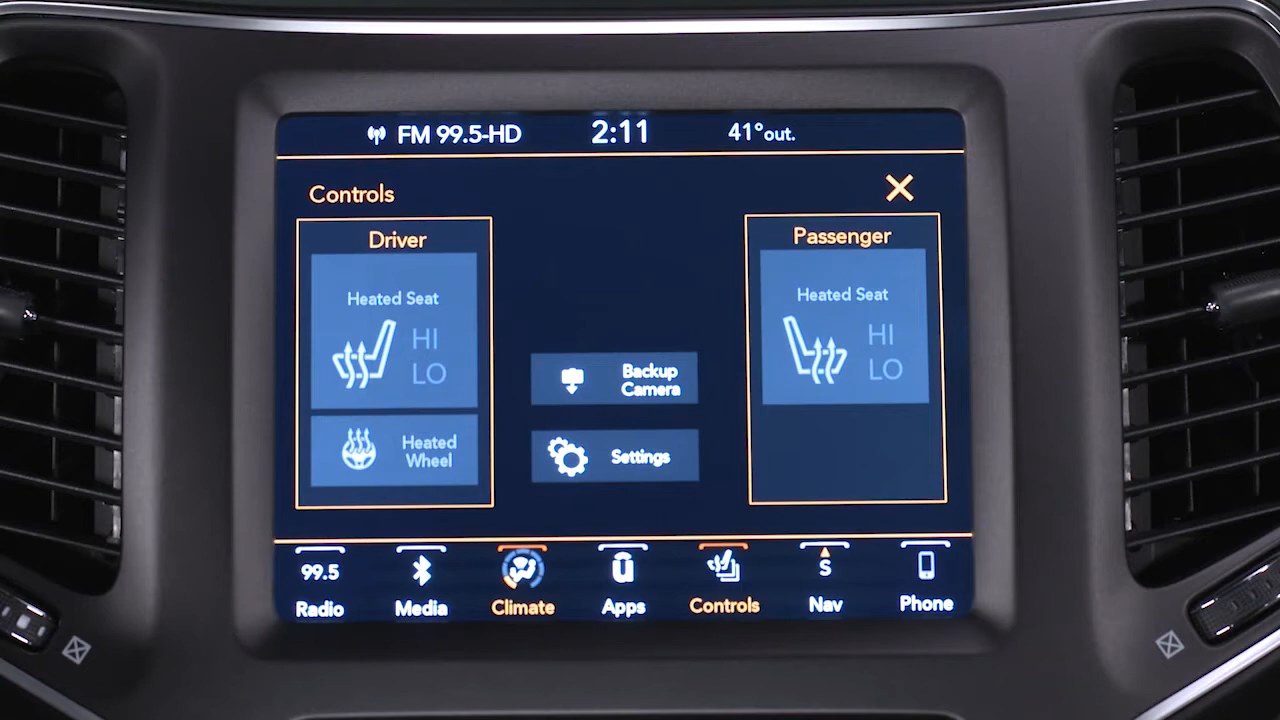 FM 99.5-HD 2:11 41°out.
Controls
Driver
Heated Seat
HI
LO
Heated
Wheel
Backup
Camera
Settings
Passenger
Heated Seat
HI
LO
99.5
S
Radio Media Climate Apps Controls Nav Phone